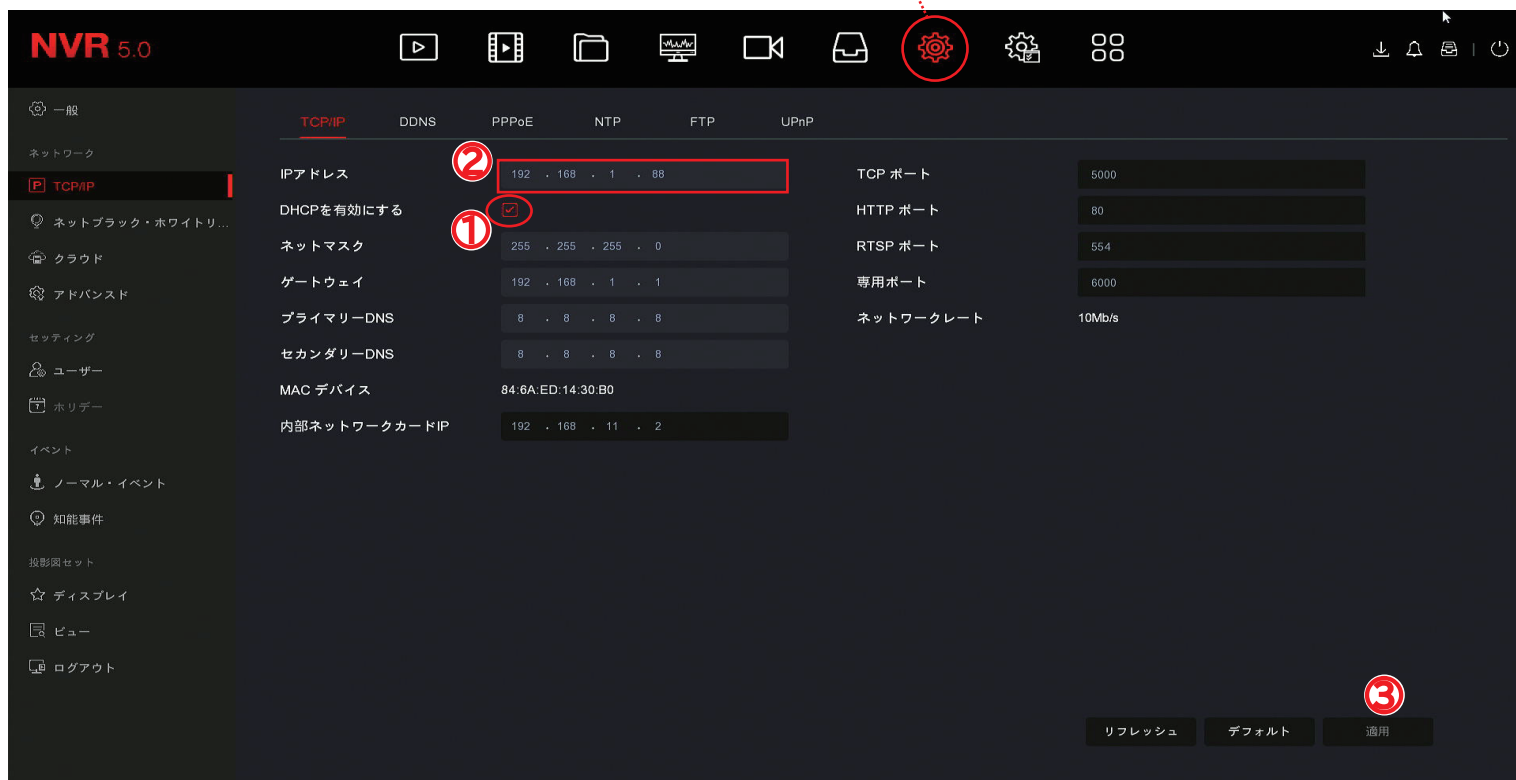 NVR 5.0
一般
ネットワーク
TCP/IP
ネットブラック・ホワイトリ...
クラウド
アドバンスド
セッティング
ユーザー
7
ホリデー
イベント
ノーマル・イベント
知能事件
投影図セット
ディスプレイ
ビュー
ログアウト
TCP/IP DDNS PPPoE NTP FTP UPnP
IPアドレス ② 192 . 168 . 1 . 88
DHCPを有効にする ①
ネットマスク 255 . 255 . 255 . 0
ゲートウェイ 192 . 168 . 1 . 1
プライマリーDNS 8 . 8 . 8 . 8
セカンダリーDNS 8 . 8 . 8 . 8
MAC デバイス 84:6A:ED:14:30:B0
内部ネットワークカードIP 192 . 168 . 11 . 2
TCP ポート 5000
HTTP ポート 80
RTSP ポート 554
専用ポート 6000
ネットワークレート 10Mb/s
③
リフレッシュ デフォルト 適用